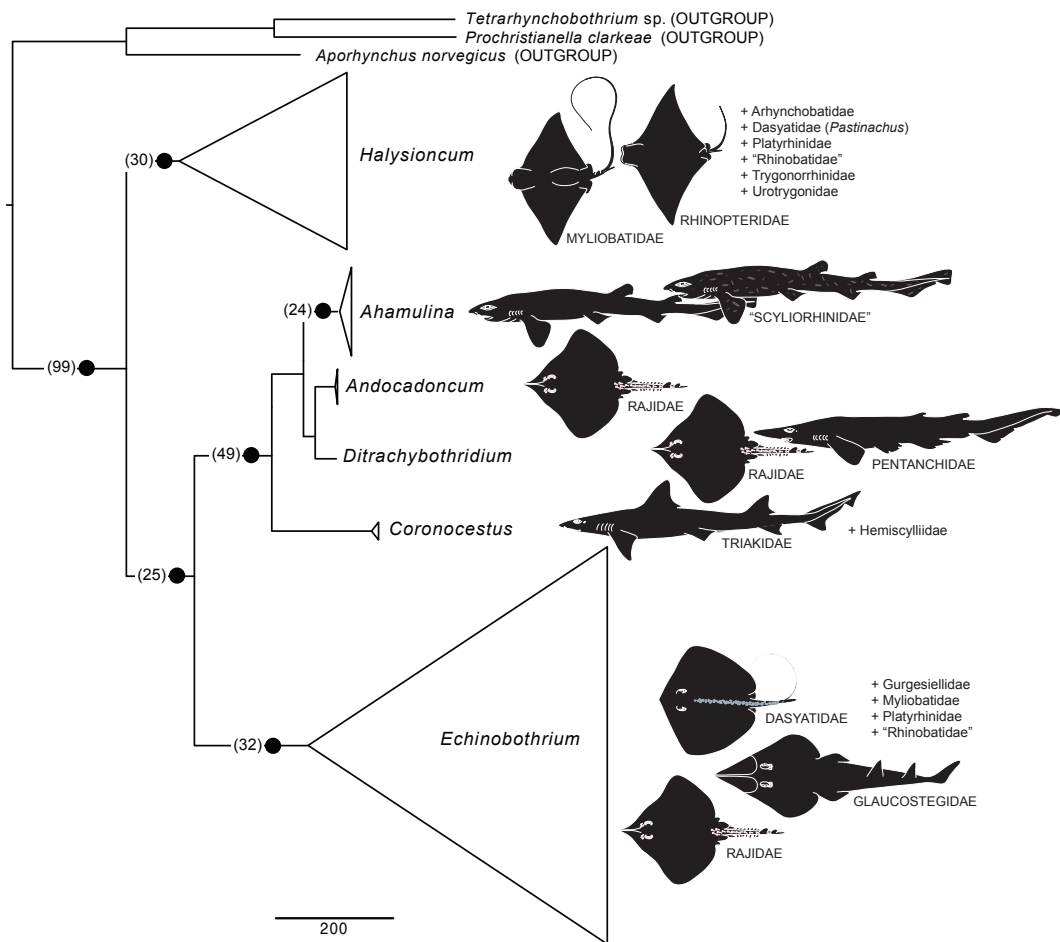 Tetrarhynchobothrium sp. (OUTGROUP)
Prochristianella clarkeae (OUTGROUP)
Aporhynchus norvegicus (OUTGROUP)
(30)
Halysioncum
MYLIOBATIDAE
RHINOPTERIDAE
+ Arhynchobatidae
+ Dasyatidae (Pastinachus)
+ Platyrhinidae
+ “Rhinobatidae”
+ Trygonorrhinidae
+ Urotrygonidae
(24)
Ahamulina
“SCYLIORHINIDAE”
(99)
Andocadoncum
RAJIDAE
(49)
Ditrachybothridium
RAJIDAE
PENTANCHIDAE
Coronocestus
TRIAKIDAE
+ Hemiscylliidae
(25)
(32)
Echinobothrium
DASYATIDAE
+ Gurgesiellidae
+ Myliobatidae
+ Platyrhinidae
+ “Rhinobatidae”
GLAUCOSTEGIDAE
RAJIDAE
200